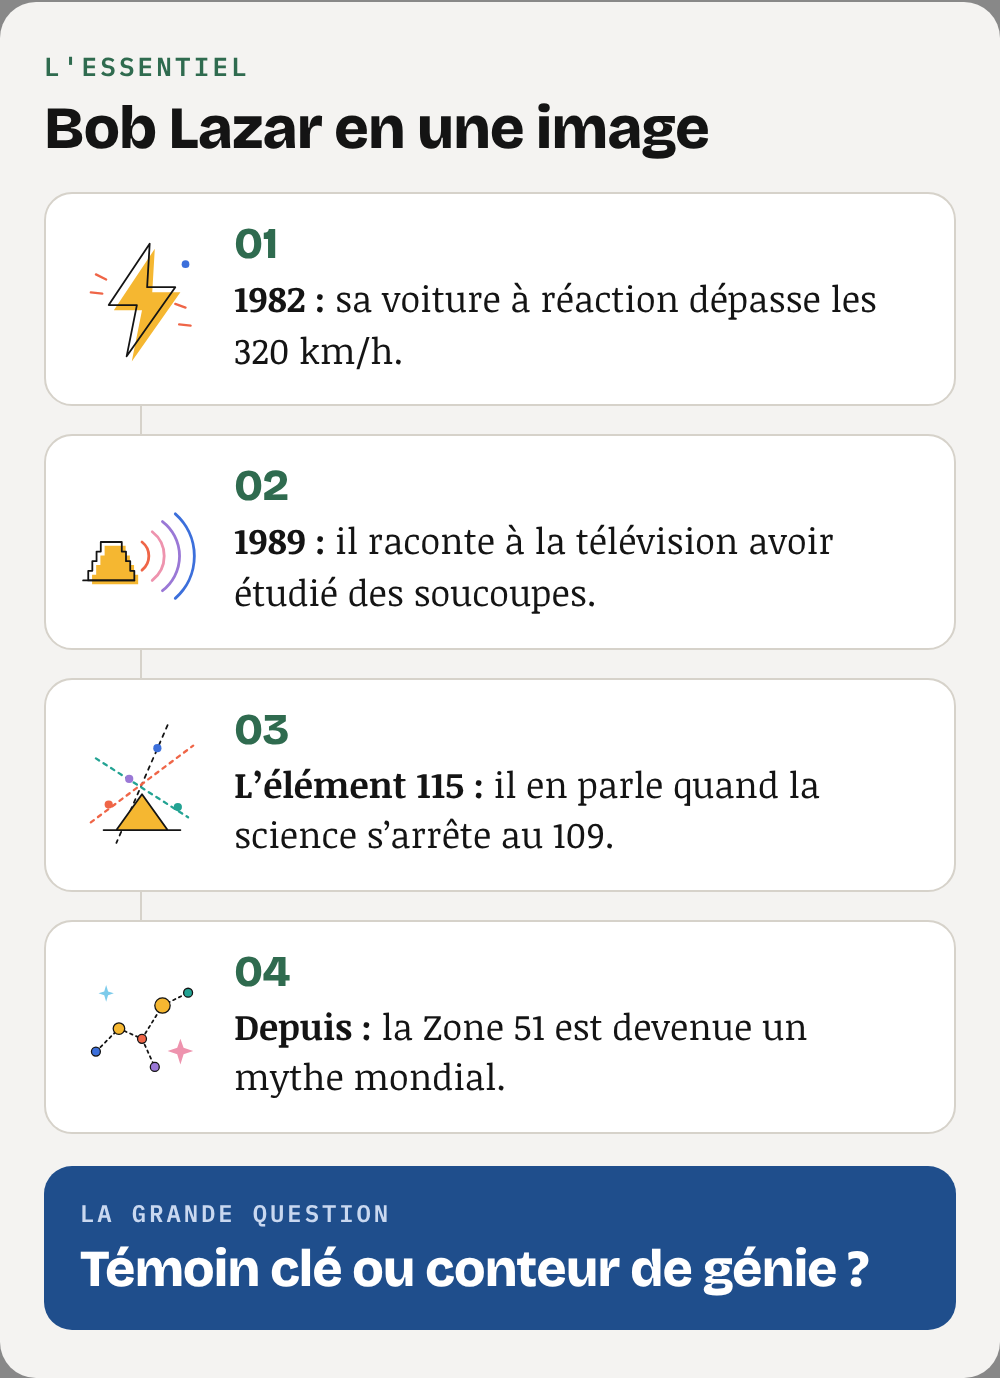 L'ESSENTIEL
Bob Lazar en une image
01
1982 : sa voiture à réaction dépasse les
320 km/h.
02
1989 : il raconte à la télévision avoir
étudié des soucoupes.
03
L’élément 115 : il en parle quand la
science s’arrête au 109.
04
Depuis : la Zone 51 est devenue un
mythe mondial.
LA GRANDE QUESTION
Témoin clé ou conteur de génie ?